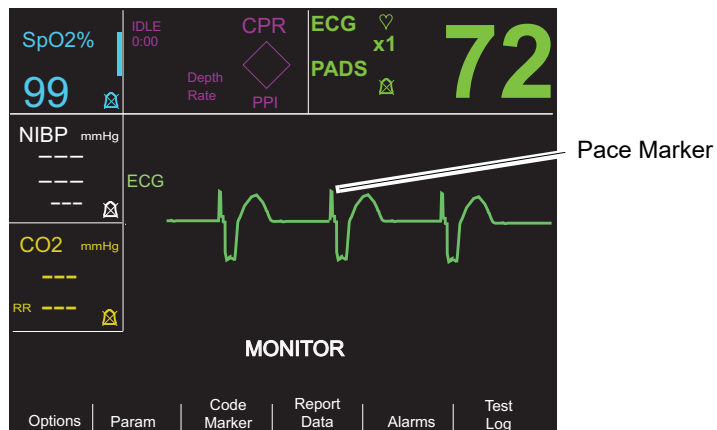 SpO2%
99
IDLE
0:00
CPR
Depth
Rate
PPI
ECG
x1
PADS
72
NIBP mmHg
---
---
---
ECG
Pace Marker
CO2 mmHg
---
RR ---
MONITOR
Options
Param
Code
Marker
Report
Data
Alarms
Test
Log